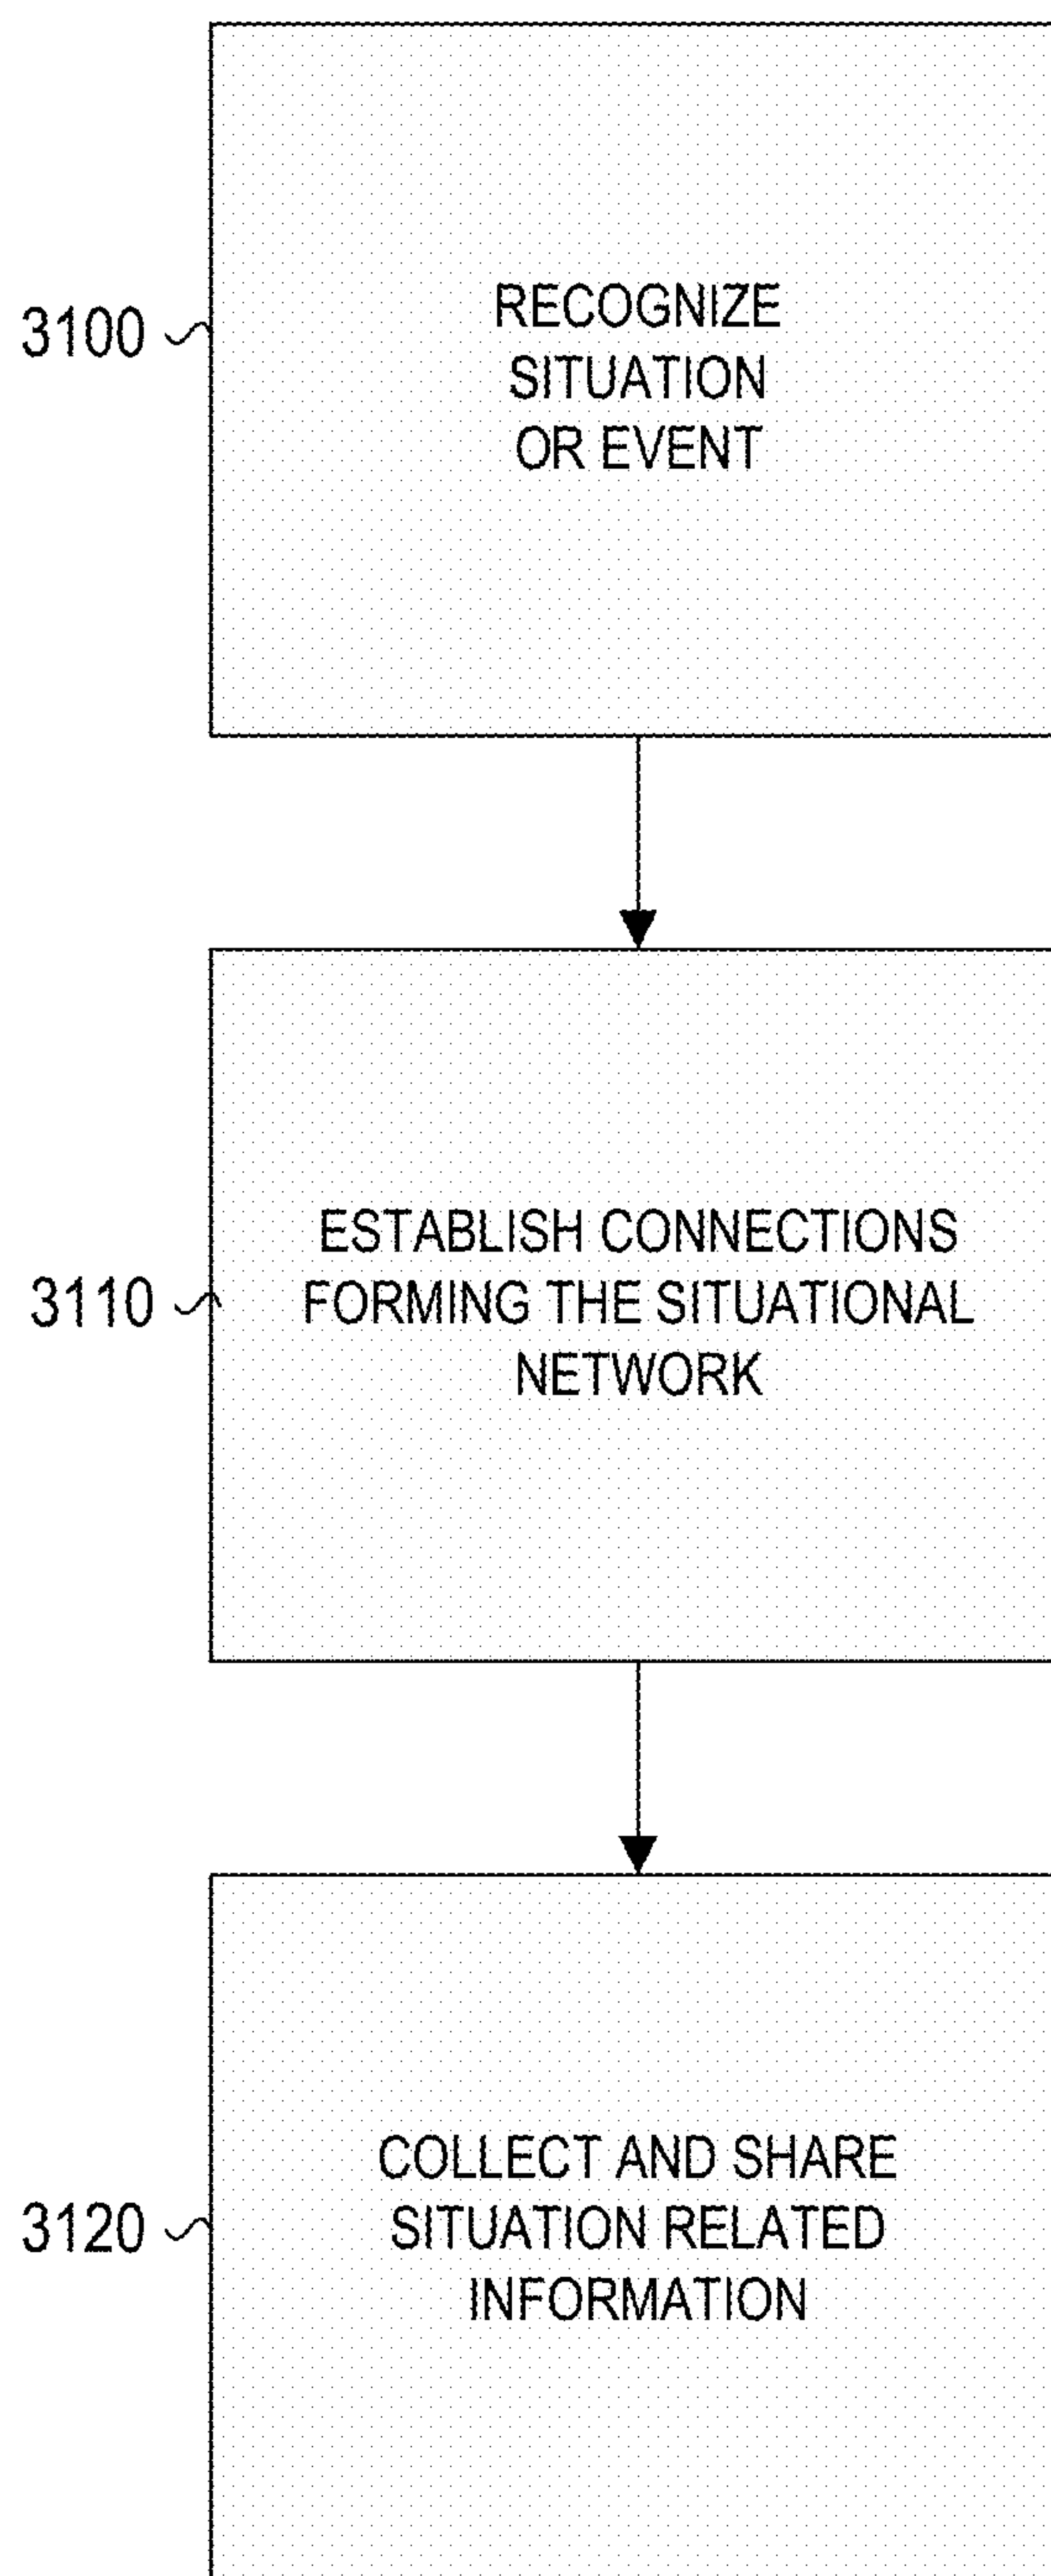 3100
RECOGNIZE
SITUATION
OR EVENT
3110
ESTABLISH CONNECTIONS
FORMING THE SITUATIONAL
NETWORK
3120
COLLECT AND SHARE
SITUATION RELATED
INFORMATION